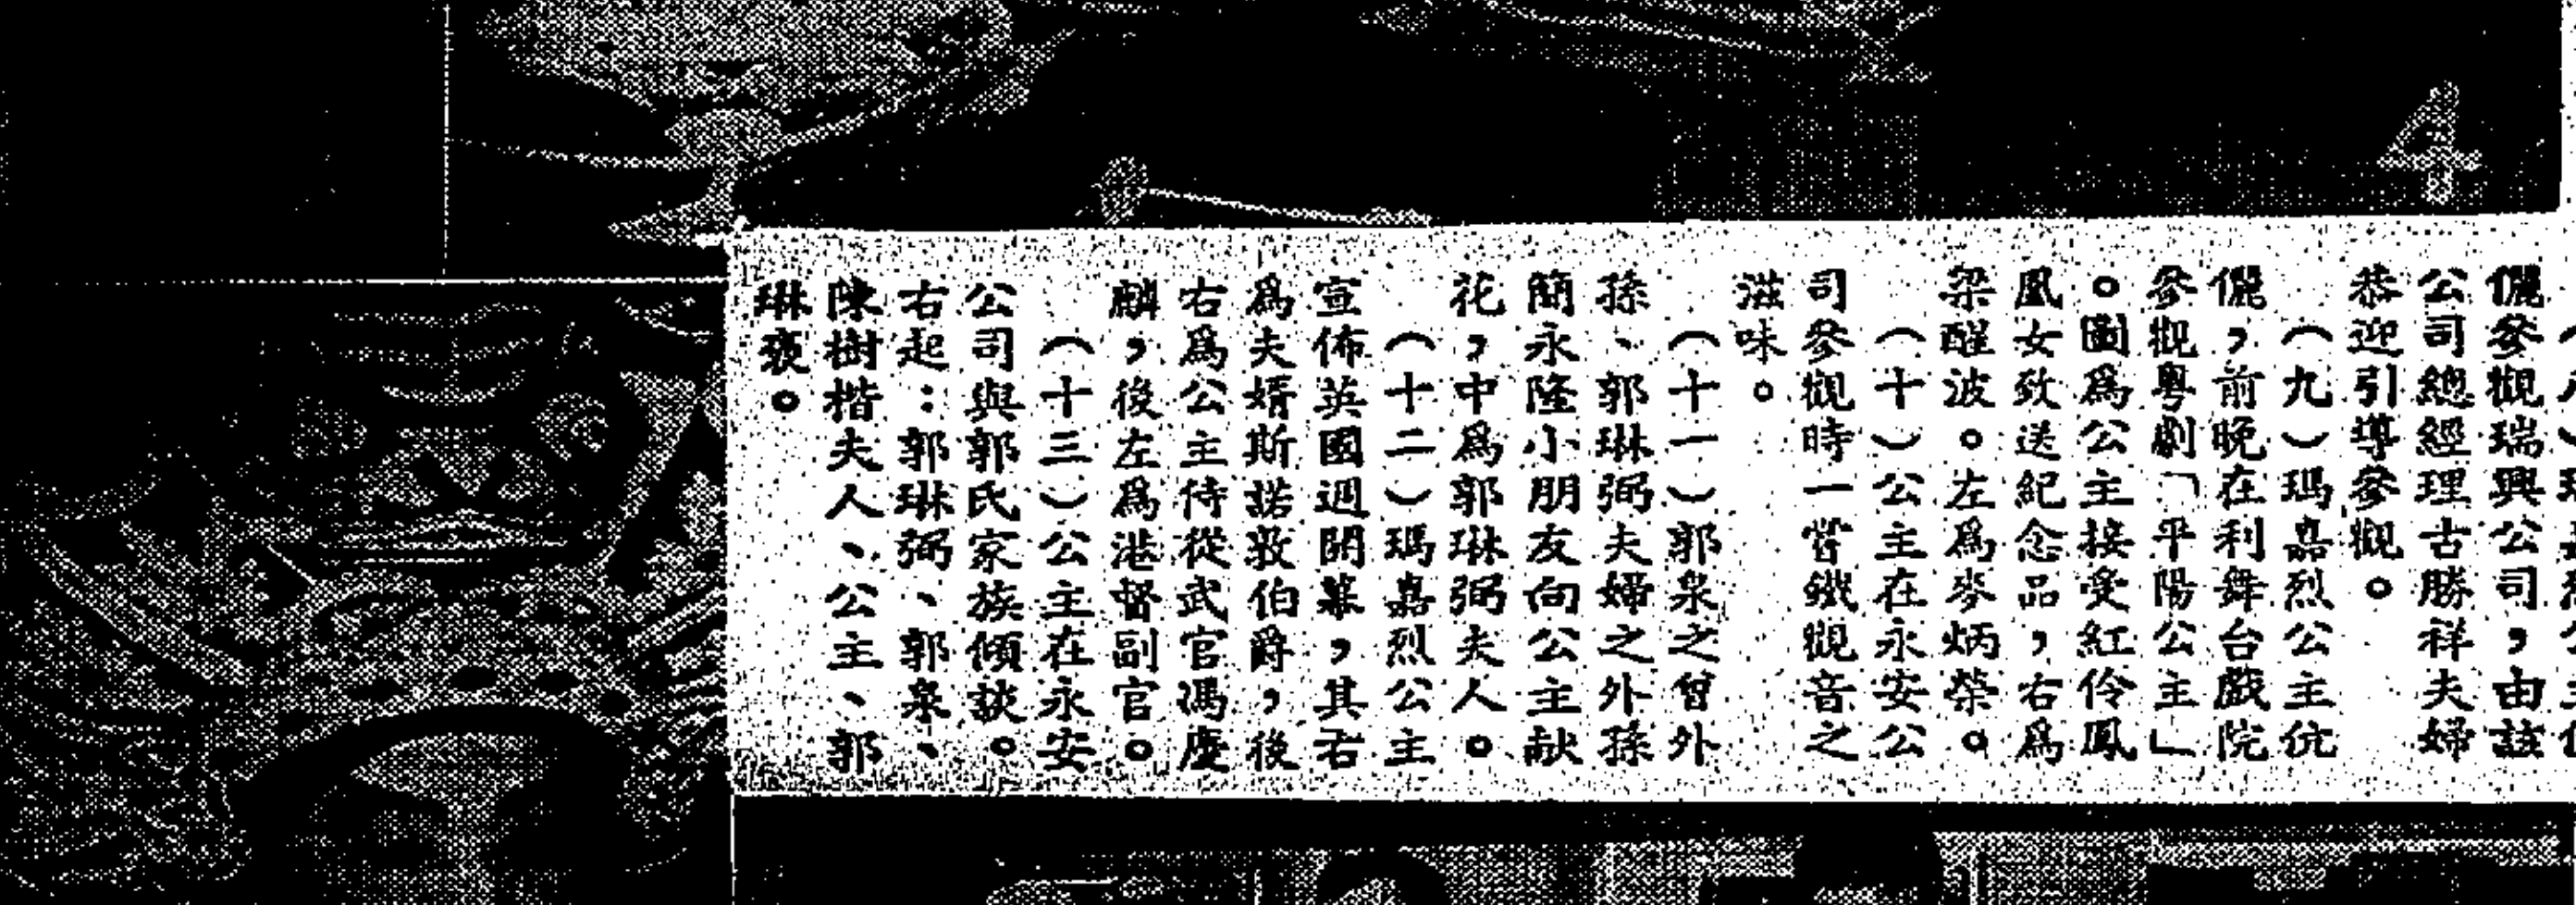 4
儷參觀瑞興公司，由該
公司總經理古勝祥夫婦
恭迎引導參觀。
（九）瑪嘉烈公主伉
儷，前晚在利舞台戲院
參觀粵劇「平陽公主」
。圖爲公主接受紅伶鳳
凰女致送紀念品，右爲
梁醒波。左爲麥炳榮。
（十）公主在永安公
司參觀時一嘗鐵觀音之
滋味。
（十一）郭泉之曾外
孫、郭琳弼夫婦之外孫
簡永隆小朋友向公主獻
花，中爲郭琳弼夫人。
（十二）瑪嘉烈公主
宣佈英國週開幕，其右
爲夫婿斯諾敦伯爵，後
右爲公主侍從武官馮慶
麟，後左爲港督副官。
（十三）公主在永安
公司與郭氏家族傾談。
右起：郭琳弼、郭泉、
陳樹楷夫人、公主、郭
琳褒。